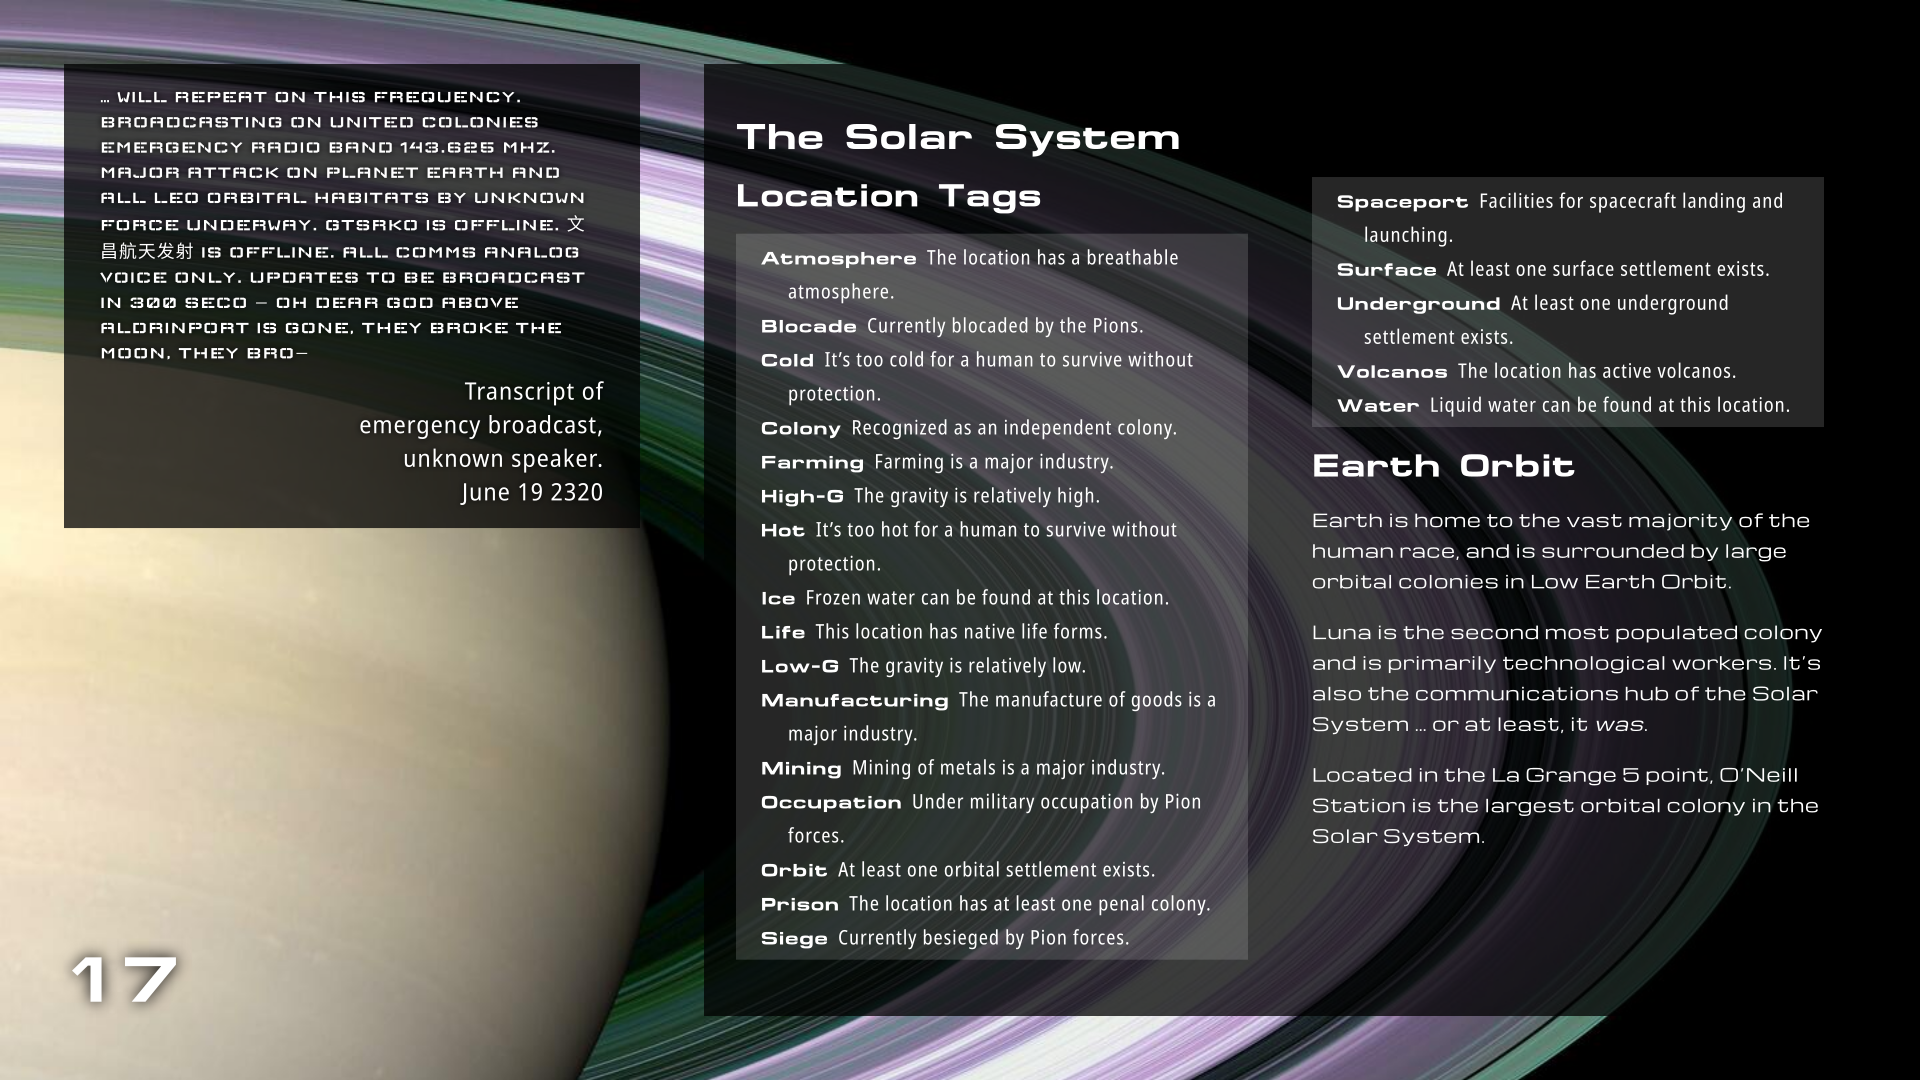 … WILL REPEAT ON THIS FREQUENCY.
BROADCASTING ON UNITED COLONIES
EMERGENCY RADIO BAND 143.625 MHZ.
MAJOR ATTACK ON PLANET EARTH AND
ALL LEO ORBITAL HABITATS BY UNKNOWN
FORCE UNDERWAY. GTSRKO IS OFFLINE. 文
昌航天发射 IS OFFLINE. ALL COMMS ANALOG
VOICE ONLY. UPDATES TO BE BROADCAST
IN 300 SECO – OH DEAR GOD ABOVE
ALDRINPORT IS GONE, THEY BROKE THE
MOON, THEY BRO–
Transcript of
emergency broadcast,
unknown speaker.
June 19 2320
17
The Solar System
Location Tags
Atmosphere The location has a breathable
atmosphere.
Blocade Currently blocaded by the Pions.
Cold It’s too cold for a human to survive without
protection.
Colony Recognized as an independent colony.
Farming Farming is a major industry.
High-G The gravity is relatively high.
Hot It’s too hot for a human to survive without
protection.
Ice Frozen water can be found at this location.
Life This location has native life forms.
Low-G The gravity is relatively low.
Manufacturing The manufacture of goods is a
major industry.
Mining Mining of metals is a major industry.
Occupation Under military occupation by Pion
forces.
Orbit At least one orbital settlement exists.
Prison The location has at least one penal colony.
Siege Currently besieged by Pion forces.
Spaceport Facilities for spacecraft landing and
launching.
Surface At least one surface settlement exists.
Underground At least one underground
settlement exists.
Volcanos The location has active volcanos.
Water Liquid water can be found at this location.
Earth Orbit
Earth is home to the vast majority of the
human race, and is surrounded by large
orbital colonies in Low Earth Orbit.
Luna is the second most populated colony
and is primarily technological workers. It’s
also the communications hub of the Solar
System … or at least, it was.
Located in the La Grange 5 point, O’Neill
Station is the largest orbital colony in the
Solar System.